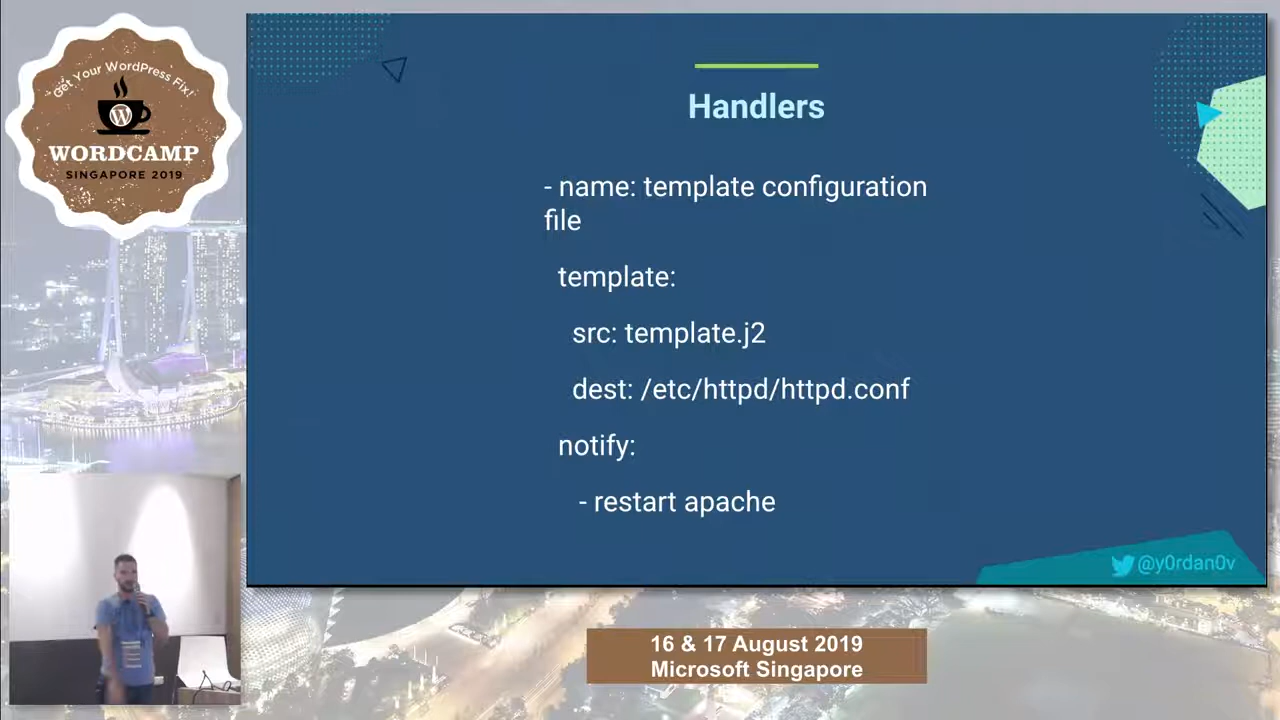 Get Your WordPress Fix!
WORDCAMP
SINGAPORE 2019
Handlers
- name: template configuration
file
template:
src: template.j2
dest: /etc/httpd/httpd.conf
notify:
- restart apache
@y0rdan0v
16 & 17 August 2019
Microsoft Singapore